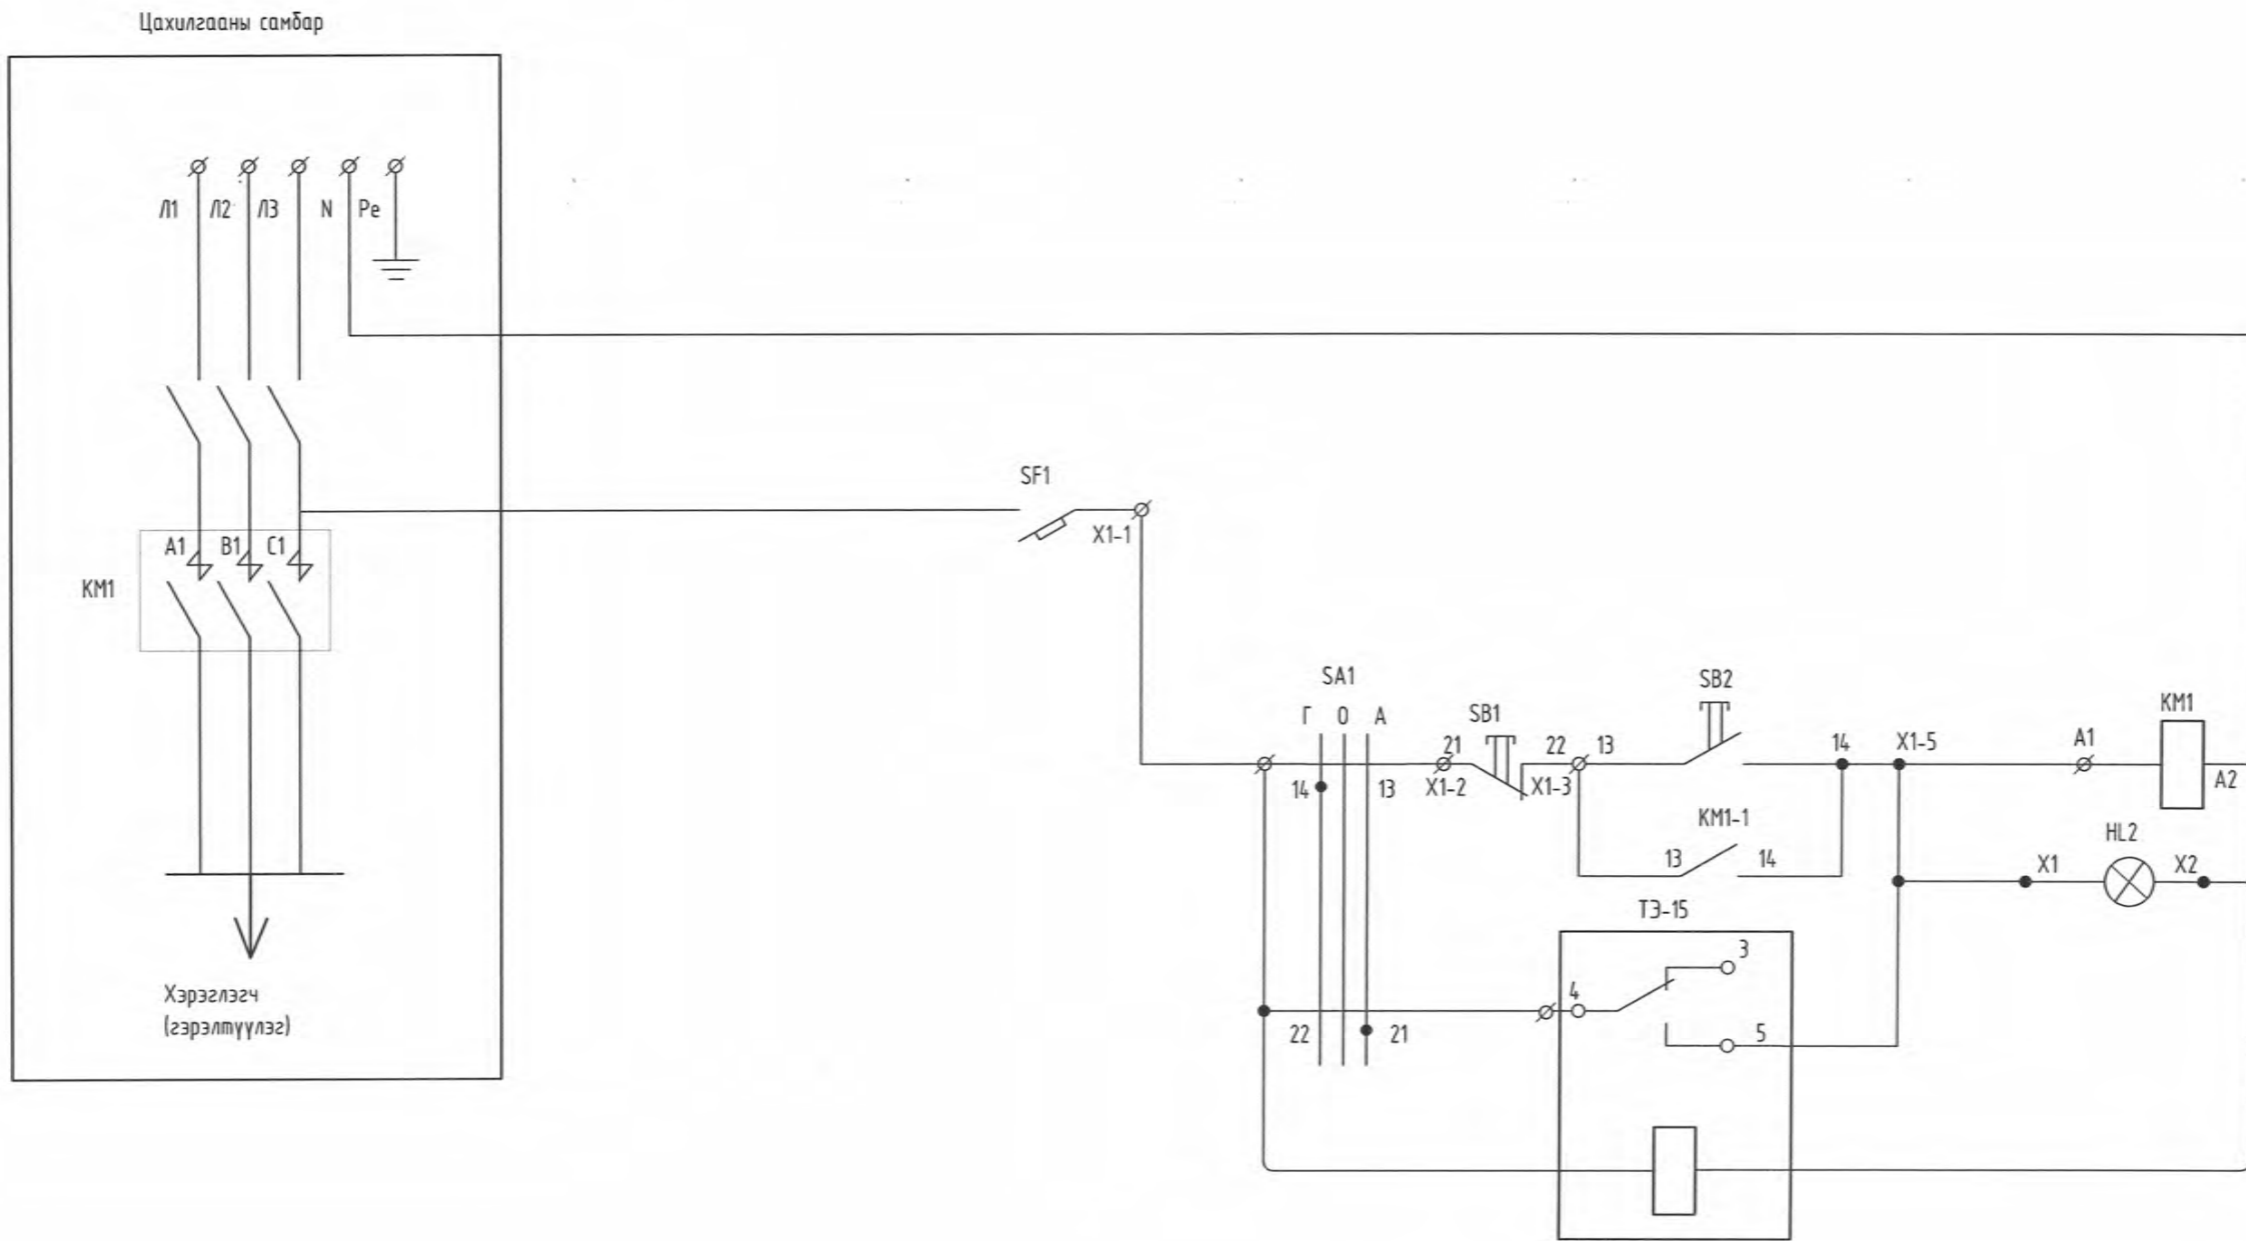 Цахилгааны самбар
Л1 Л2 Л3 N Pe
SF1
X1-1
A1 B1 C1
KM1
SA1
Г 0 А
SB1
SB2
KM1
21
22 13
14 X1-5
A1
A2
14
13
X1-2
X1-3
KM1-1
13
14
HL2
X1
X2
ТЭ-15
3
4
5
22
21
Хэрэглэгч
(гэрэлтүүлэг)